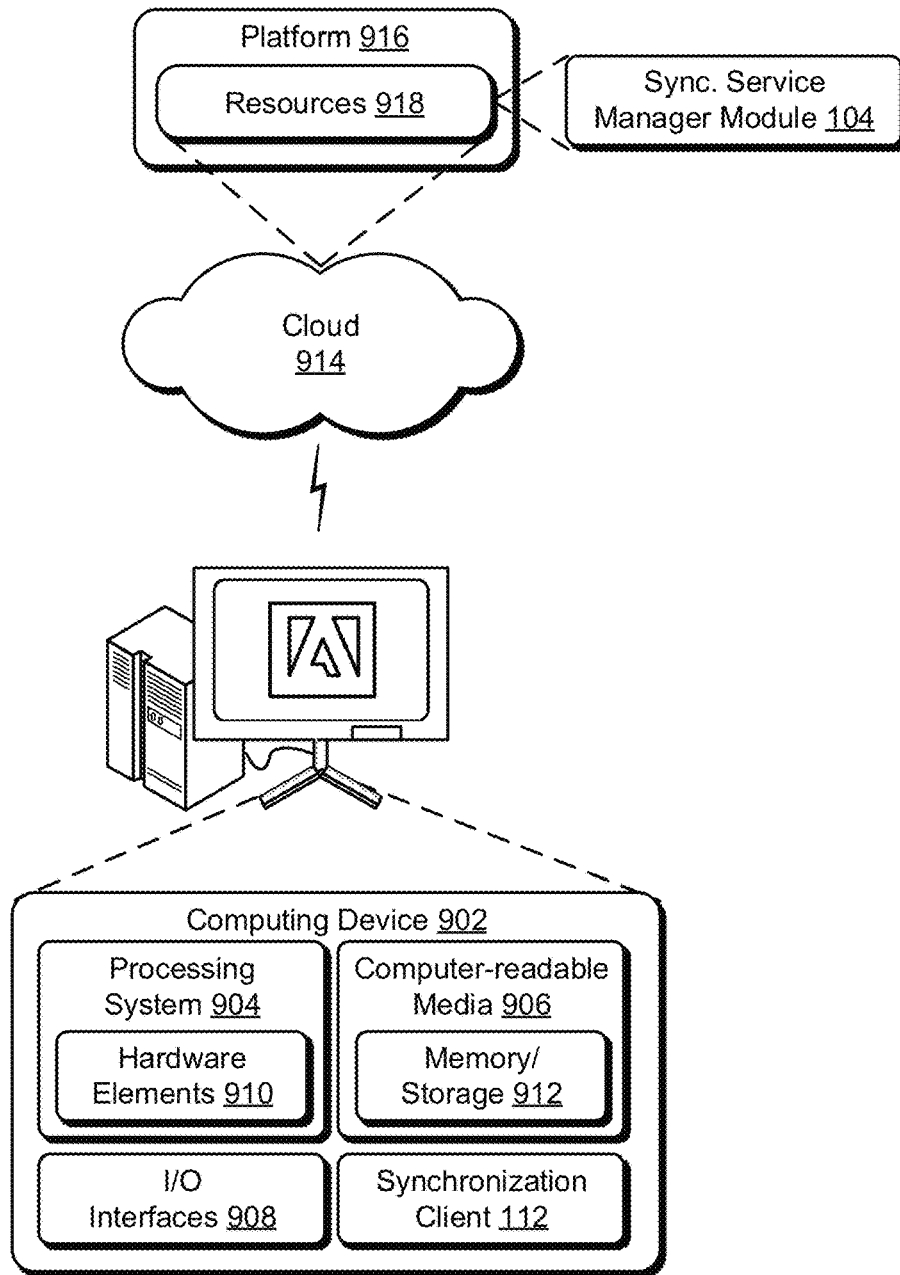 Platform 916
Resources 918
Sync. Service
Manager Module 104
Cloud
914
Computing Device 902
Processing
System 904
Hardware
Elements 910
Computer-readable
Media 906
Memory/
Storage 912
I/O
Interfaces 908
Synchronization
Client 112